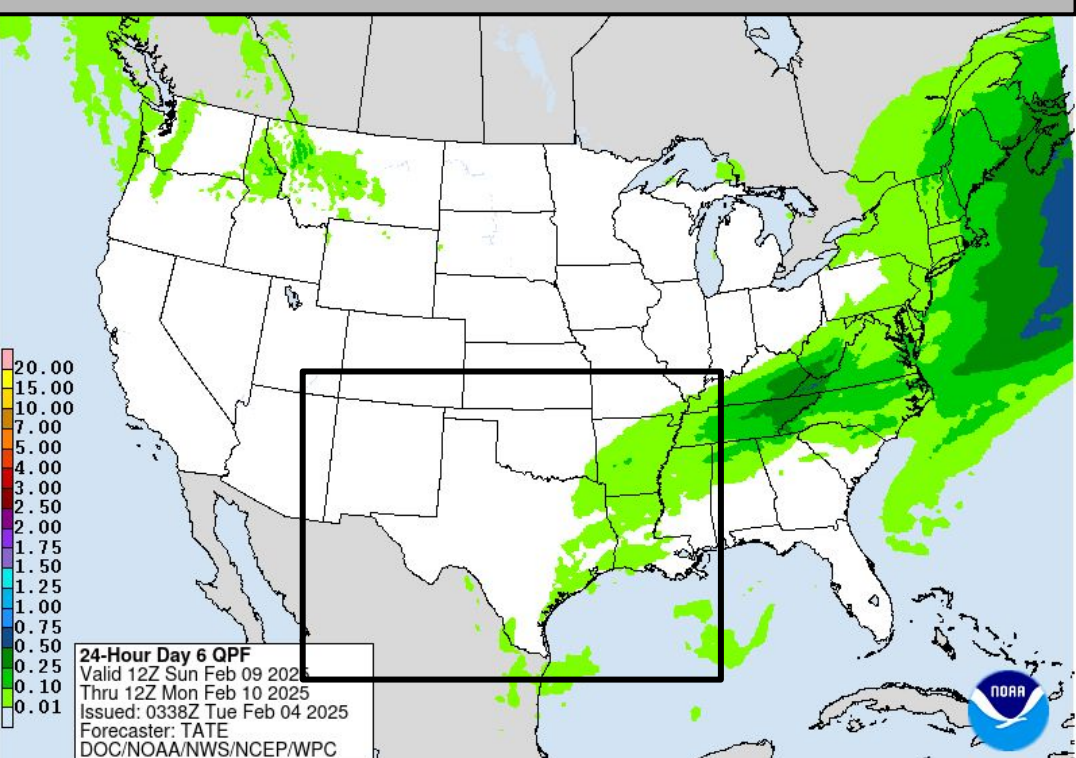 20.00
15.00
10.00
7.00
5.00
4.00
3.00
2.50
2.00
1.75
1.50
1.25
1.00
0.75
0.50
0.25
0.10
0.01
24-Hour Day 6 QPF
Valid 12Z Sun Feb 09 2025
Thru 12Z Mon Feb 10 2025
Issued: 0338Z Tue Feb 04 2025
Forecaster: TATE
DOC/NOAA/NWS/NCEP/WPC
NOAA